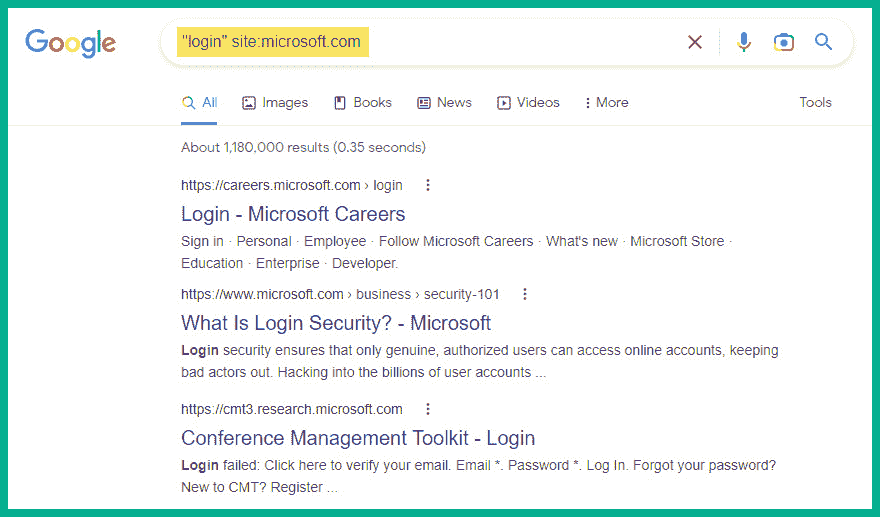 Google
"login" site:microsoft.com
All Images Books News Videos More Tools
About 1,180,000 results (0.35 seconds)
https://careers.microsoft.com › login
Login - Microsoft Careers
Sign in · Personal · Employee · Follow Microsoft Careers · What's new · Microsoft Store ·
Education · Enterprise · Developer.
https://www.microsoft.com › business › security-101
What Is Login Security? - Microsoft
Login security ensures that only genuine, authorized users can access online accounts, keeping
bad actors out. Hacking into the billions of user accounts ...
https://cmt3.research.microsoft.com
Conference Management Toolkit - Login
Login failed: Click here to verify your email. Email *. Password *. Log In. Forgot your password?
New to CMT? Register ...